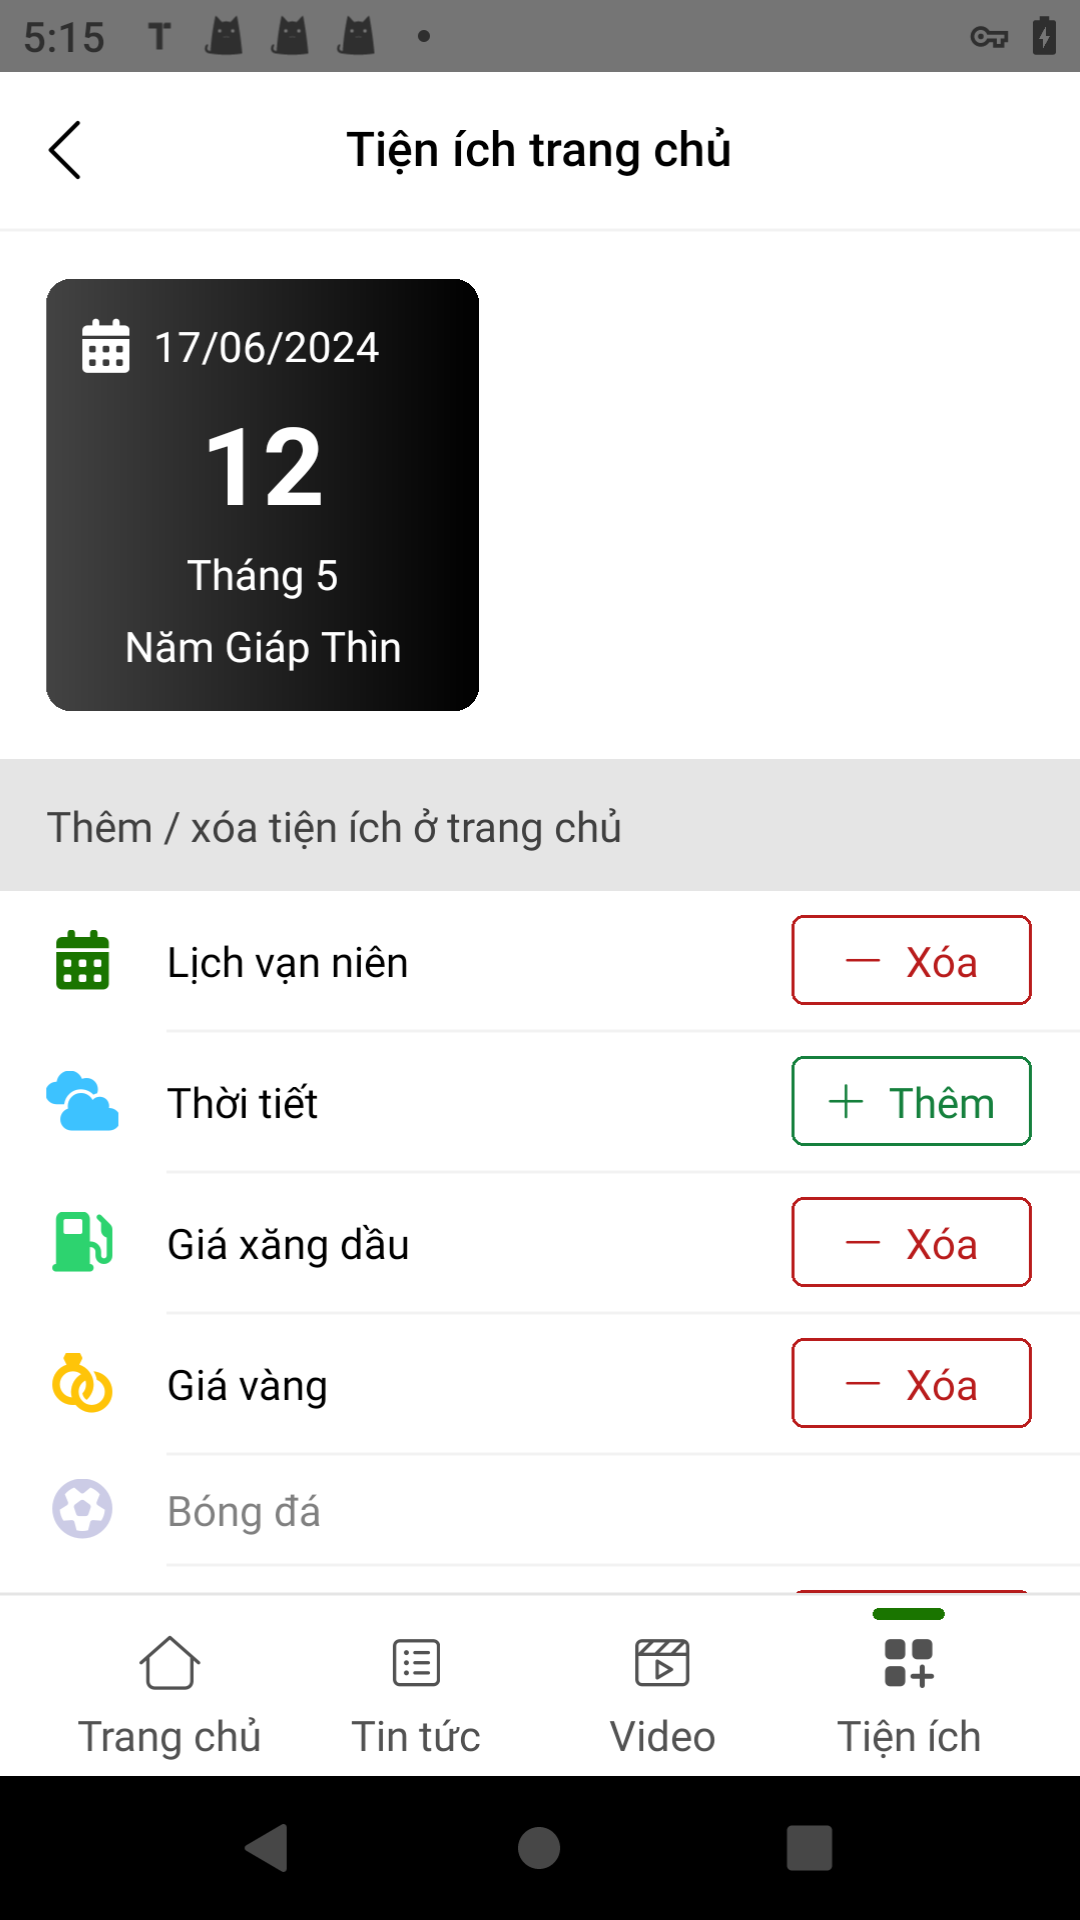 5:15
Tiện ích trang chủ
17/06/2024
12
Tháng 5
Năm Giáp Thìn
Thêm / xóa tiện ích ở trang chủ
Lịch vạn niên
Xóa
Thời tiết
Thêm
Giá xăng dầu
Xóa
Giá vàng
Xóa
Bóng đá
Trang chủ
Tin tức
Video
Tiện ích